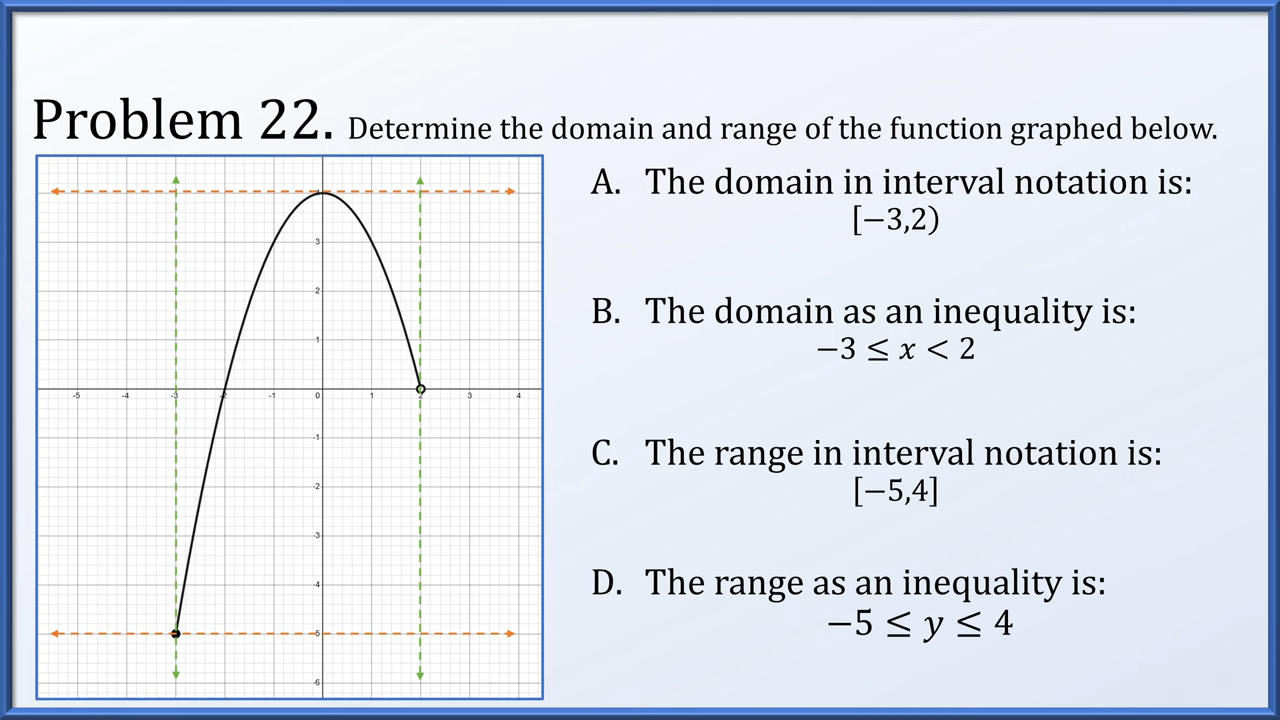 Problem 22. Determine the domain and range of the function graphed below.
A. The domain in interval notation is:
[−3,2)
B. The domain as an inequality is:
−3 ≤ x < 2
C. The range in interval notation is:
[−5,4]
D. The range as an inequality is:
−5 ≤ y ≤ 4
4
3
2
1
-5 -4 -3 -2 -1 0 1 2 3 4
-1
-2
-3
-4
-5
-6